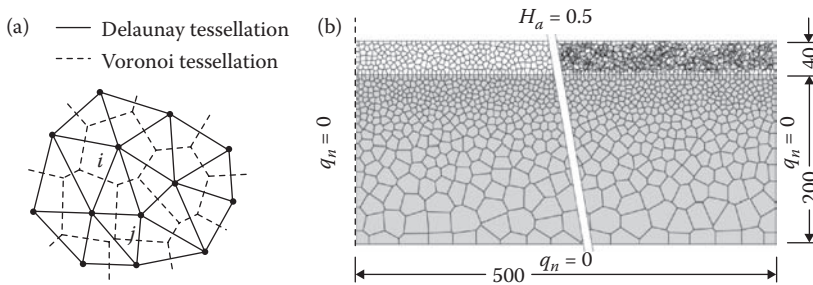 (a)
Delaunay tessellation
Voronoi tessellation
i
j
(b)
H_a = 0.5
q_n = 0
q_n = 0
40
200
q_n = 0
500